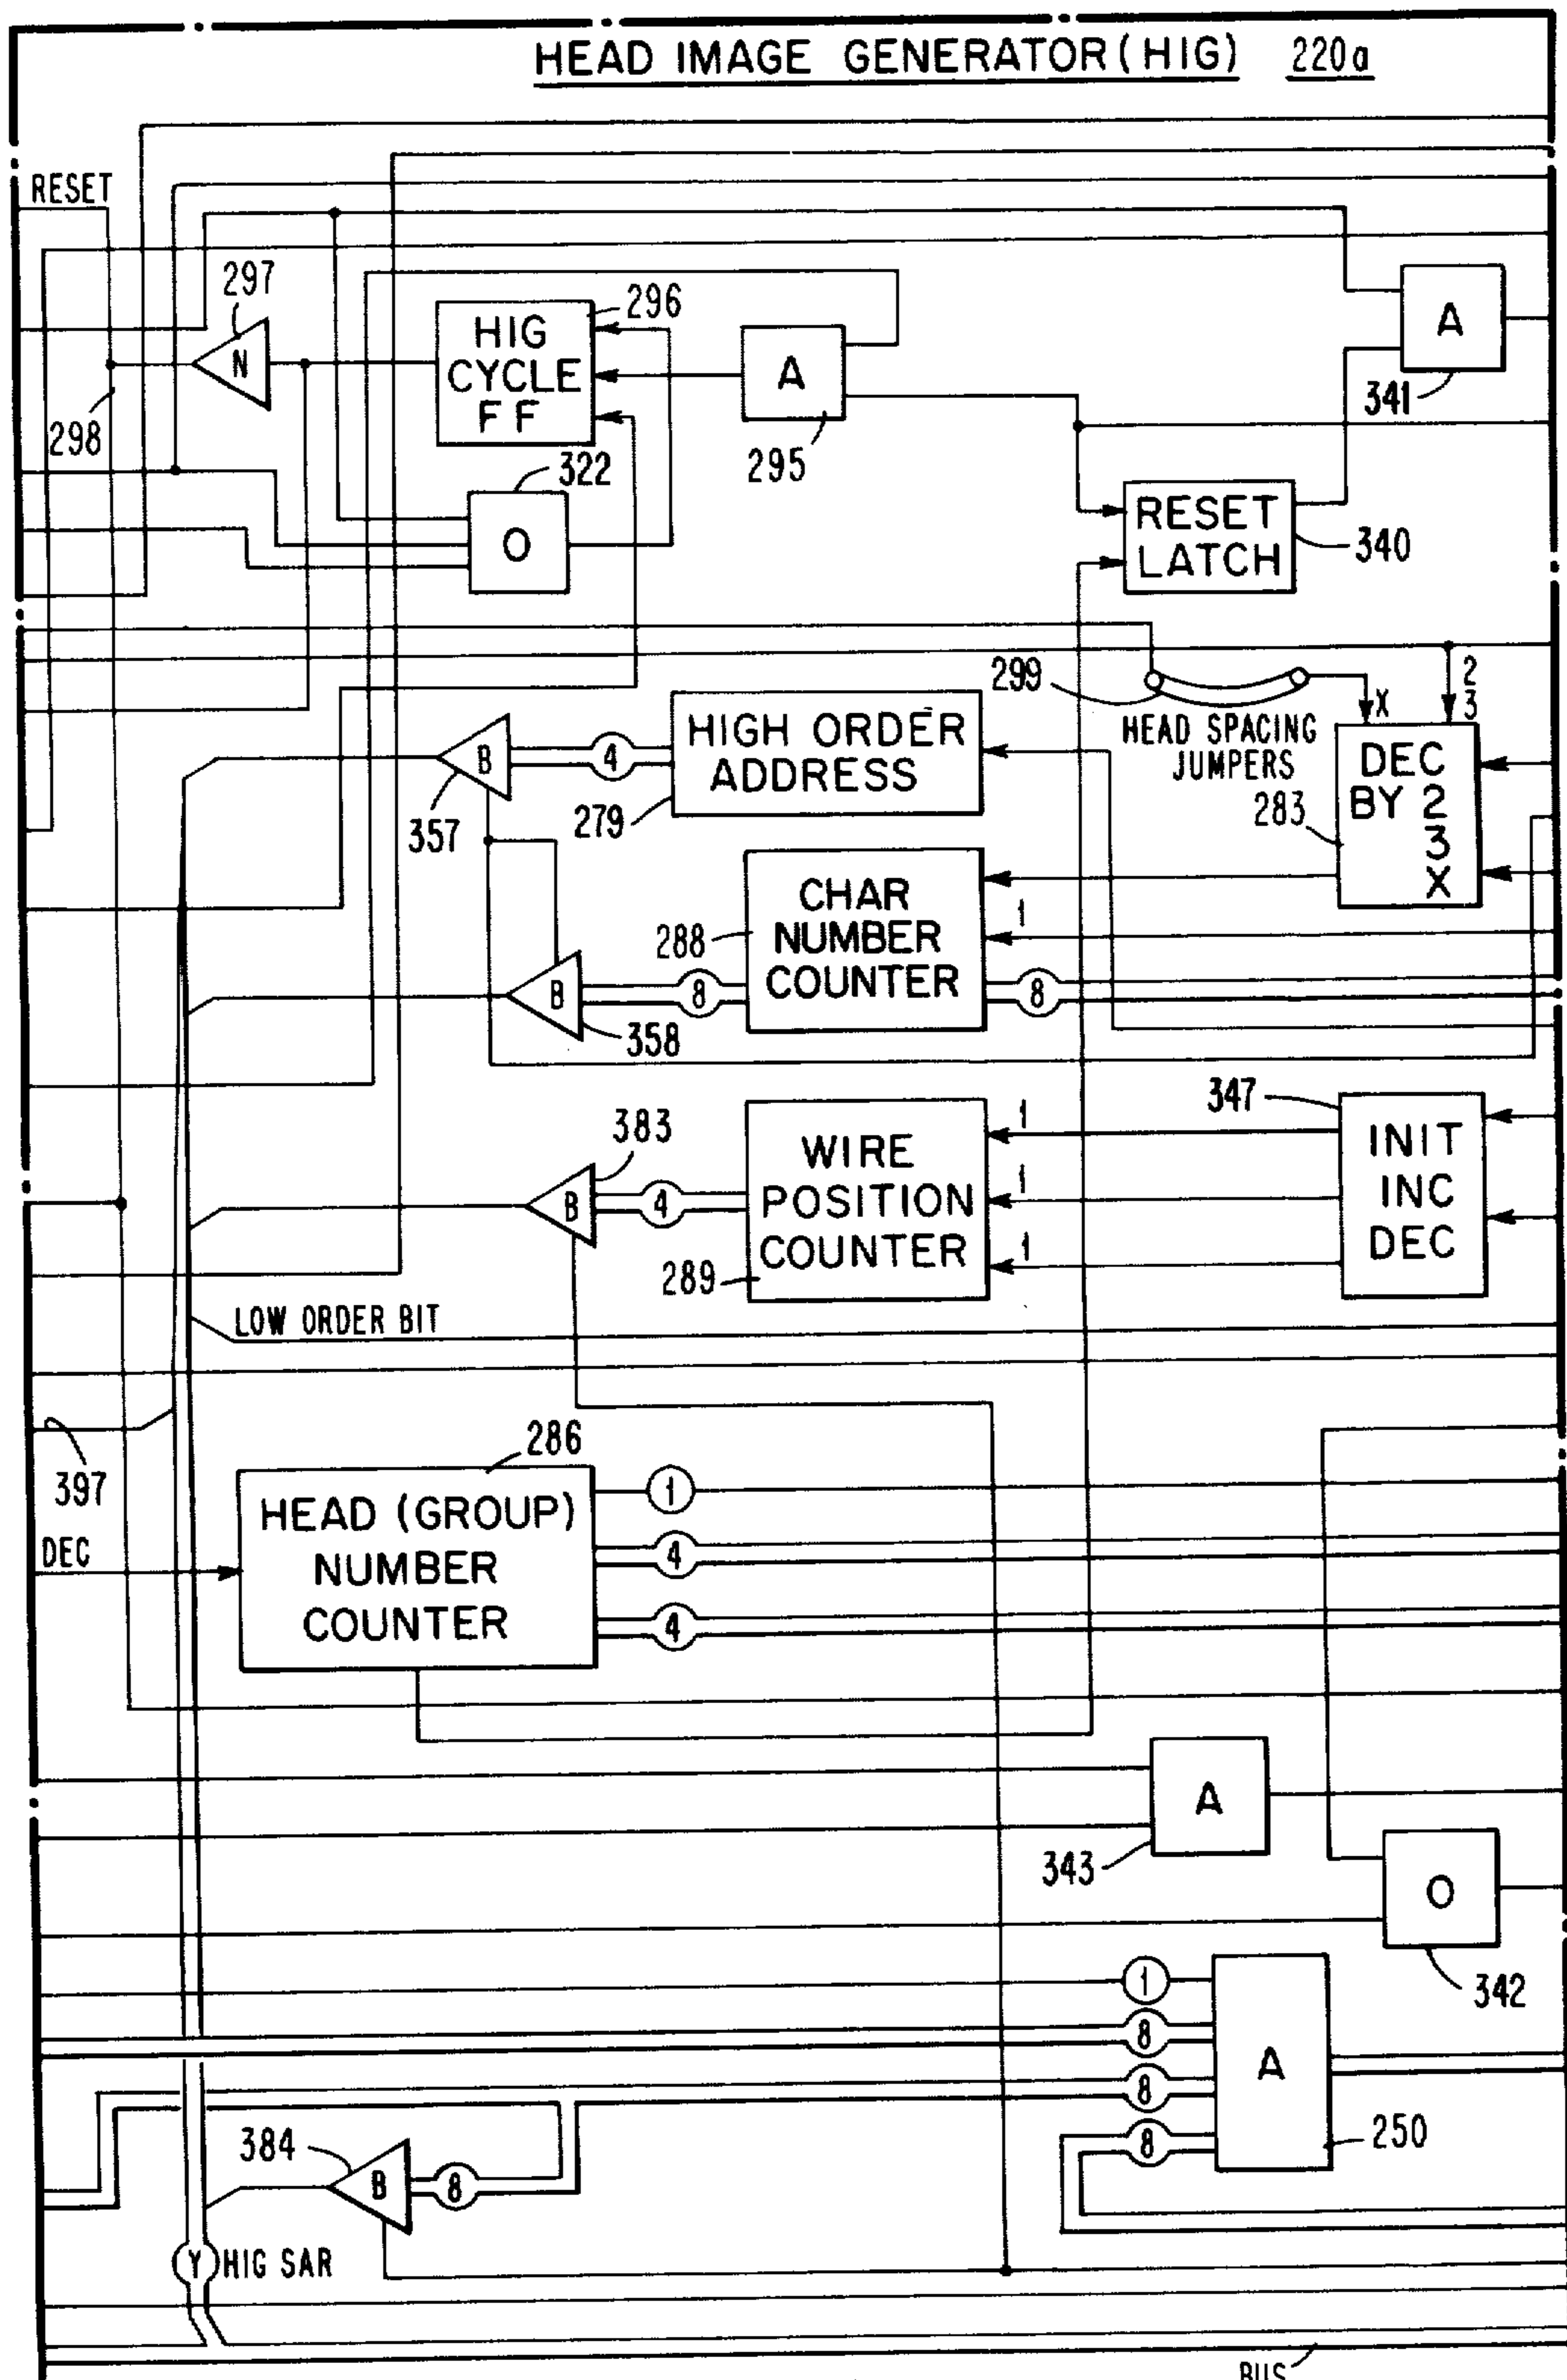 HEAD IMAGE GENERATOR (HIG) 220a
RESET
297
N
298
296
HIG
CYCLE
FF
A
295
A
341
322
O
RESET
LATCH
340
299
HEAD SPACING
JUMPERS
X
2
3
DEC
BY 2
3
X
283
B
357
4
HIGH ORDER
ADDRESS
279
288
CHAR
NUMBER
COUNTER
1
8
8
B
358
383
B
4
WIRE
POSITION
COUNTER
289
1
1
1
347
INIT
INC
DEC
LOW ORDER BIT
397
286
HEAD (GROUP)
NUMBER
COUNTER
DEC
1
4
4
A
343
O
342
1
8
8
8
A
250
384
B
8
Y
HIG SAR
BUS